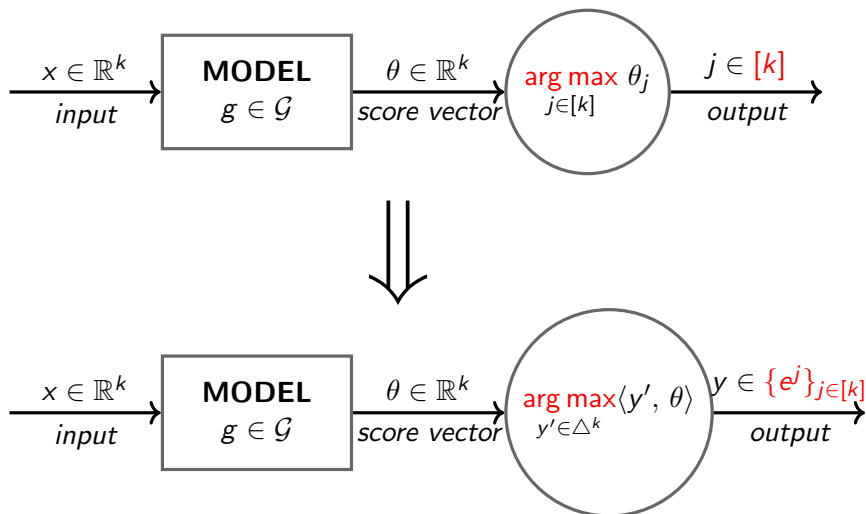 x ∈ ℝ^k
input
MODEL
g ∈ 𝒢
θ ∈ ℝ^k
score vector
arg max θ_j
j∈[k]
j ∈ [k]
output
x ∈ ℝ^k
input
MODEL
g ∈ 𝒢
θ ∈ ℝ^k
score vector
arg max⟨y′, θ⟩
y′∈△^k
y ∈ {e^j}_{j∈[k]}
output